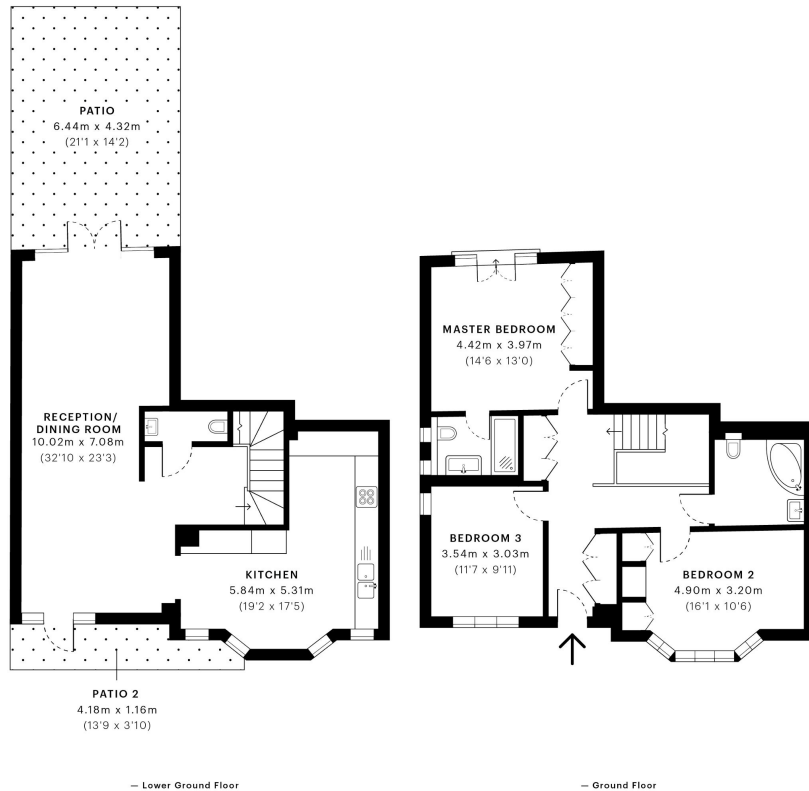 PATIO
6.44m x 4.32m
(21'1 x 14'2)
RECEPTION/
DINING ROOM
10.02m x 7.08m
(32'10 x 23'3)
KITCHEN
5.84m x 5.31m
(19'2 x 17'5)
PATIO 2
4.18m x 1.16m
(13'9 x 3'10)
— Lower Ground Floor
MASTER BEDROOM
4.42m x 3.97m
(14'6 x 13'0)
BEDROOM 3
3.54m x 3.03m
(11'7 x 9'11)
BEDROOM 2
4.90m x 3.20m
(16'1 x 10'6)
— Ground Floor